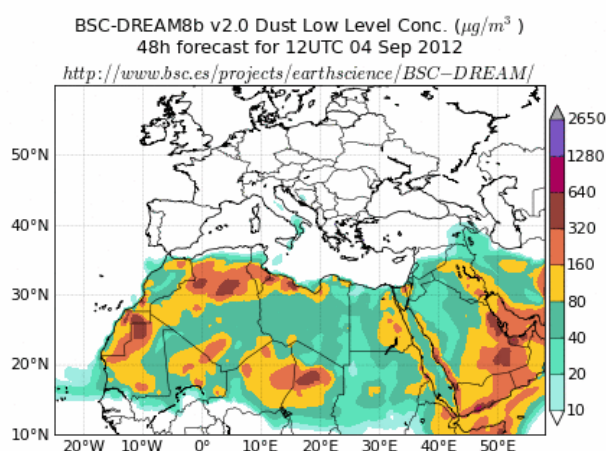 BSC-DREAM8b v2.0 Dust Low Level Conc. (μg/m³ )
48h forecast for 12UTC 04 Sep 2012
http://www.bsc.es/projects/earthscience/BSC−DREAM/
2650
1280
640
320
160
80
40
20
10
50°N
40°N
30°N
20°N
10°N
20°W
10°W
0°
10°E
20°E
30°E
40°E
50°E